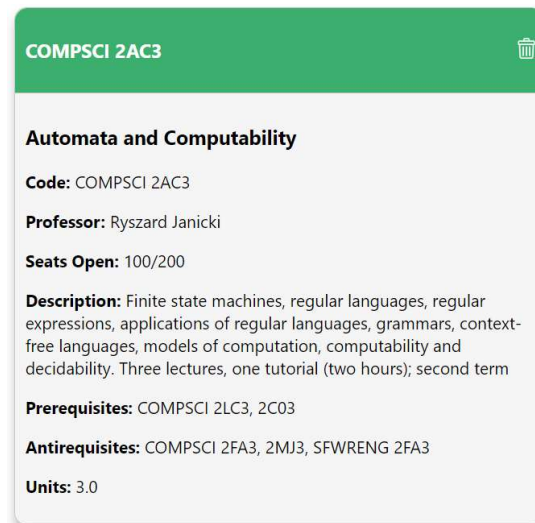 COMPSCI 2AC3
Automata and Computability
Code: COMPSCI 2AC3
Professor: Ryszard Janicki
Seats Open: 100/200
Description: Finite state machines, regular languages, regular
expressions, applications of regular languages, grammars, context-
free languages, models of computation, computability and
decidability. Three lectures, one tutorial (two hours); second term
Prerequisites: COMPSCI 2LC3, 2C03
Antirequisites: COMPSCI 2FA3, 2MJ3, SFWRENG 2FA3
Units: 3.0